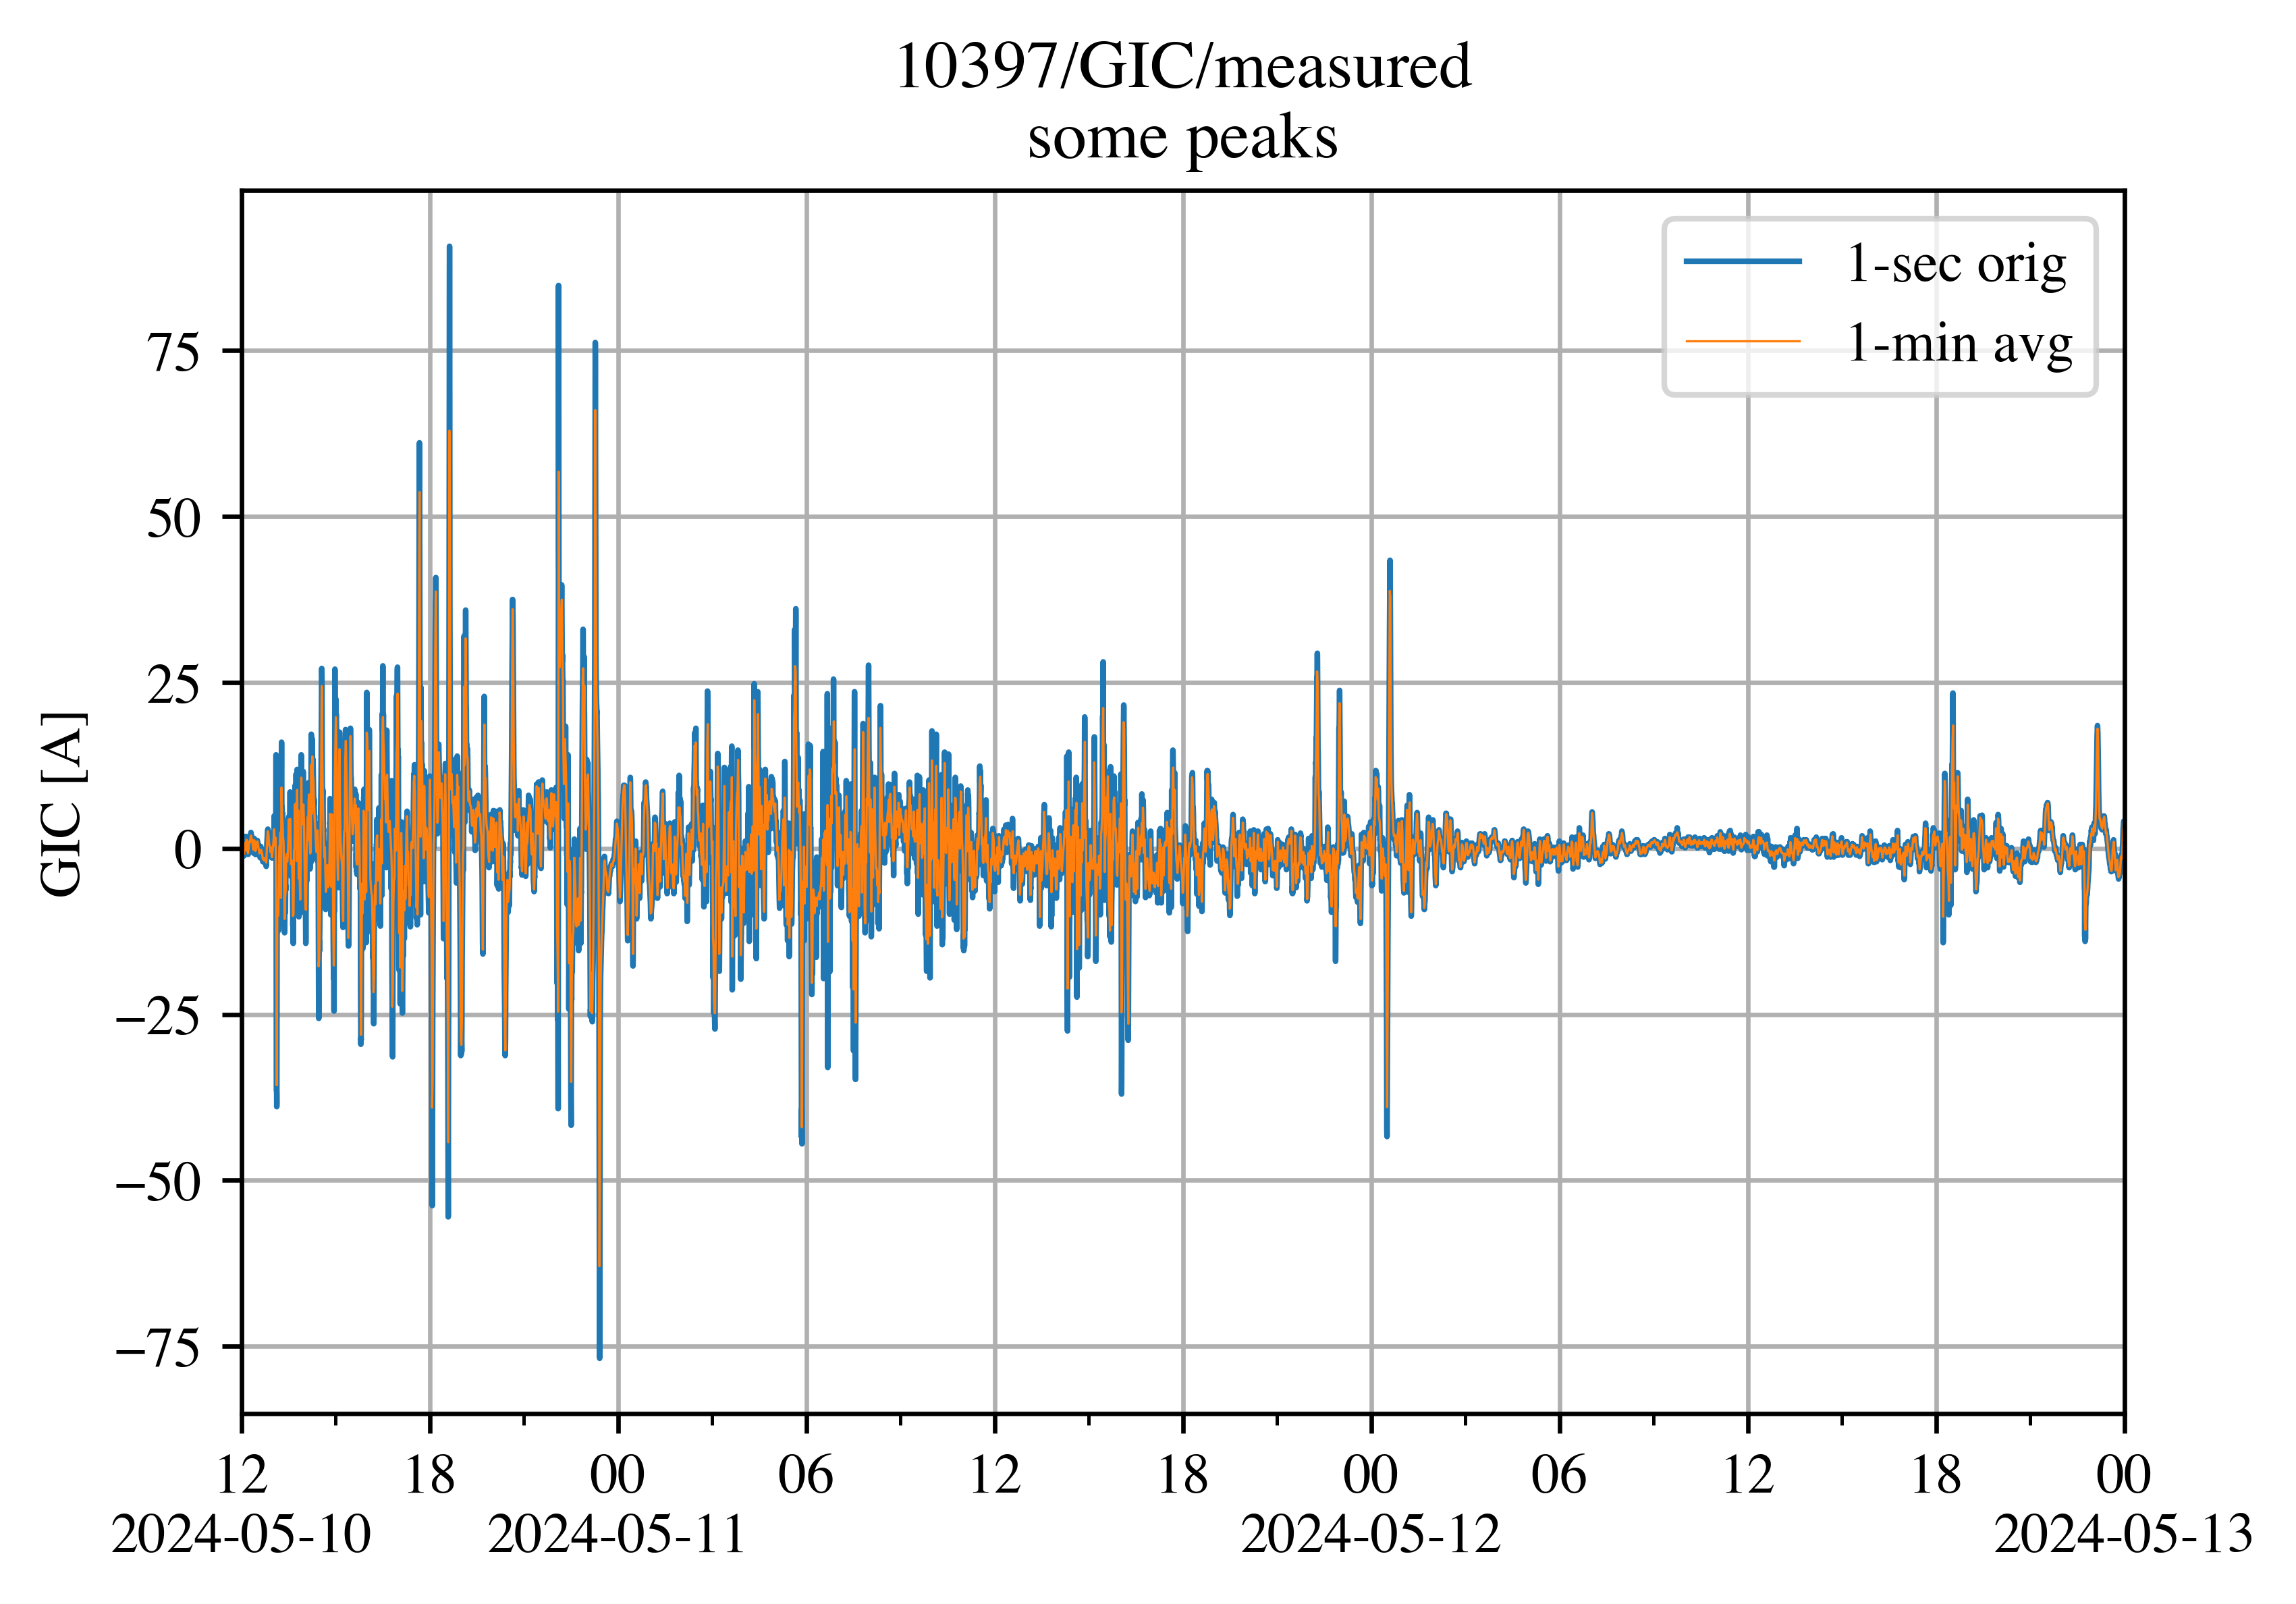 10397/GIC/measured
some peaks
1-sec orig
1-min avg
GIC [A]
75
50
25
0
−25
−50
−75
12 18 00 06 12 18 00 06 12 18 00
2024-05-10 2024-05-11 2024-05-12 2024-05-13